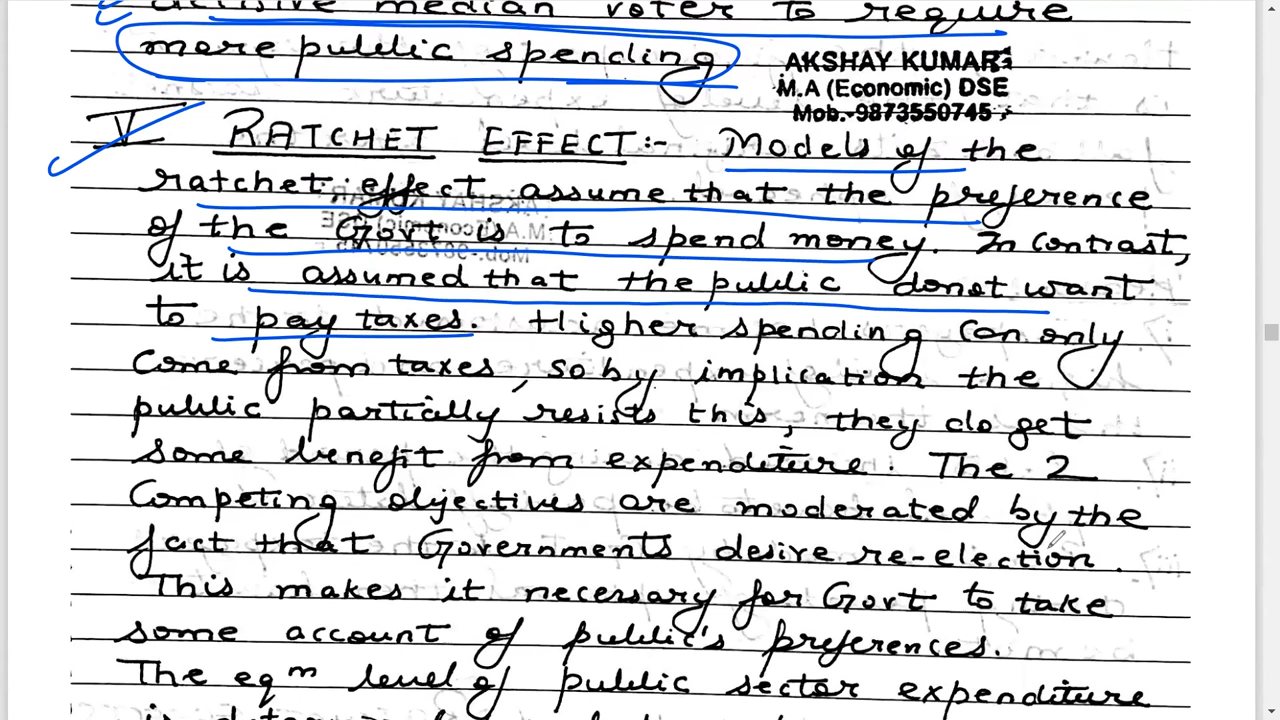 decisive median voter to require
more public spending.
AKSHAY KUMAR
M.A (Economic) DSE
Mob.-9873550745
V RATCHET EFFECT:- Models of the
ratchet effect assume that the preference
of the Govt is to spend money. In contrast,
it is assumed that the public donot want
to pay taxes. Higher spending can only
come from taxes, so by implication the
public partially resists this, they do get
some benefit from expenditure. The 2
Competing objectives are moderated by the
fact that Governments desire re-election.
This makes it necessary for Govt to take
some account of public's preferences.
The eqm level of public sector expenditure